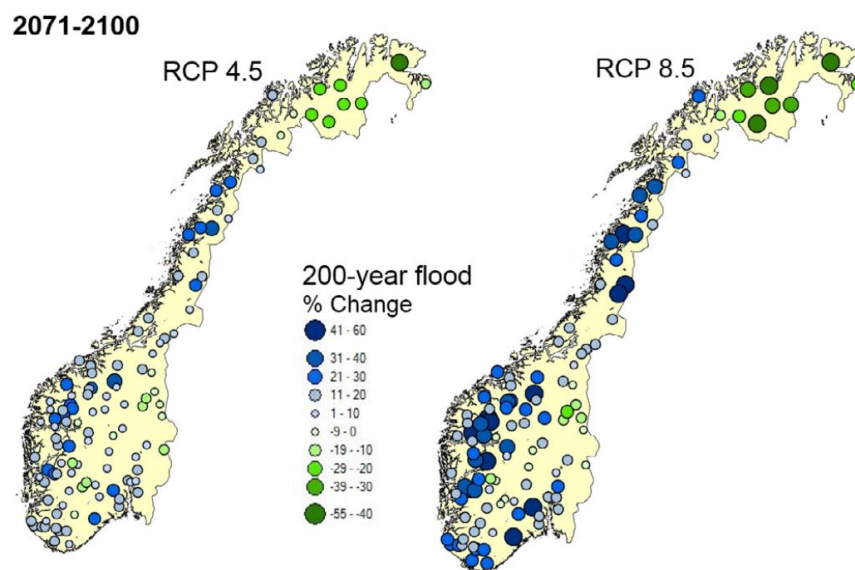 2071-2100
RCP 4.5
RCP 8.5
200-year flood
% Change
41 - 60
31 - 40
21 - 30
11 - 20
1 - 10
-9 - 0
-19 - -10
-29 - -20
-39 - -30
-55 - -40